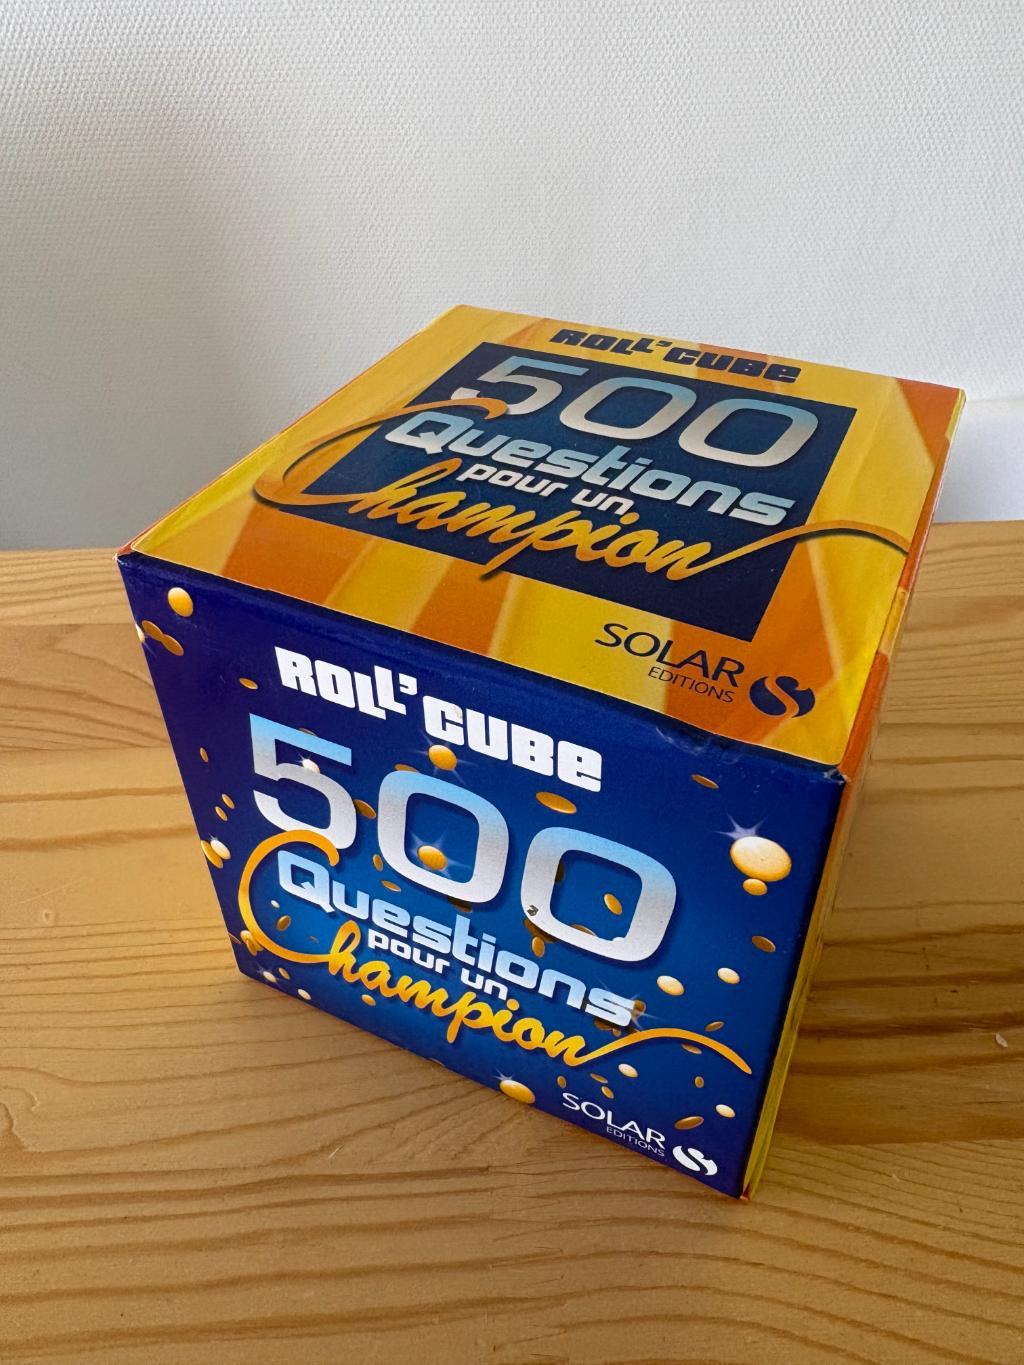 ROLL'CUBE
500
Questions
pour un
Champion
SOLAR
EDITIONS
ROLL'CUBE
500
Questions
pour un
Champion
SOLAR
EDITIONS